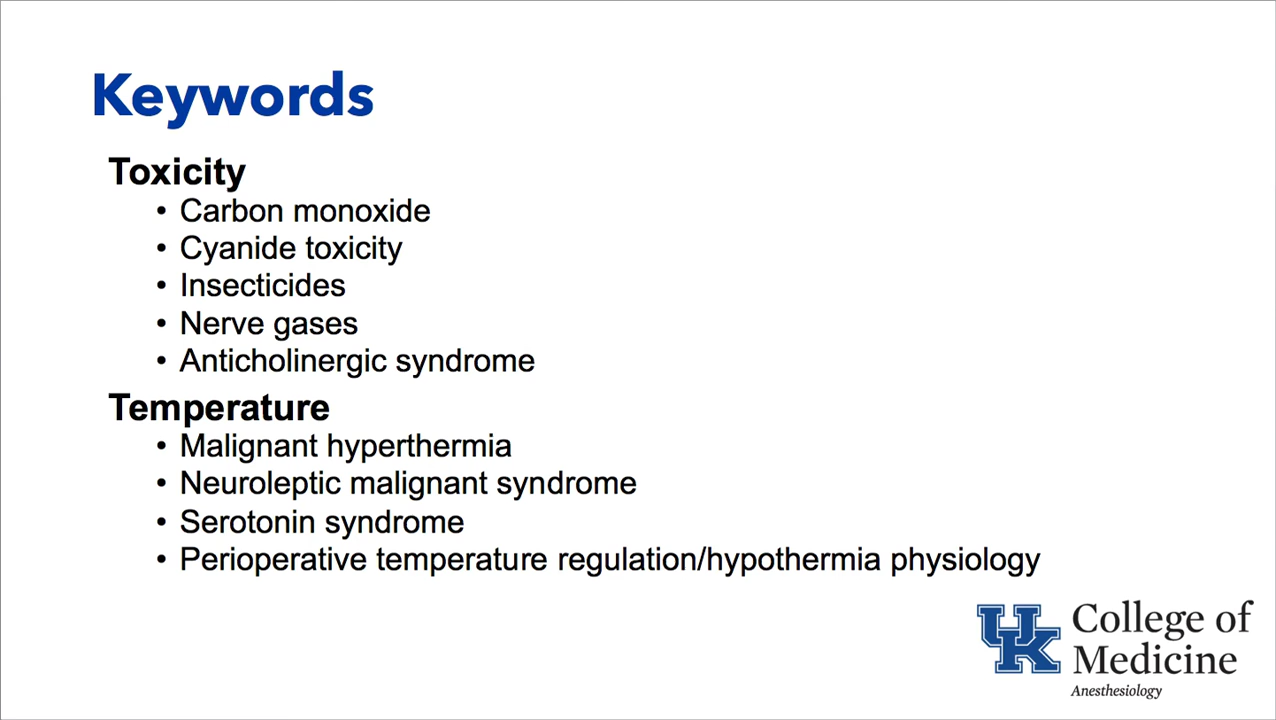 Keywords
Toxicity
• Carbon monoxide
• Cyanide toxicity
• Insecticides
• Nerve gases
• Anticholinergic syndrome
Temperature
• Malignant hyperthermia
• Neuroleptic malignant syndrome
• Serotonin syndrome
• Perioperative temperature regulation/hypothermia physiology
UK College of
Medicine
Anesthesiology